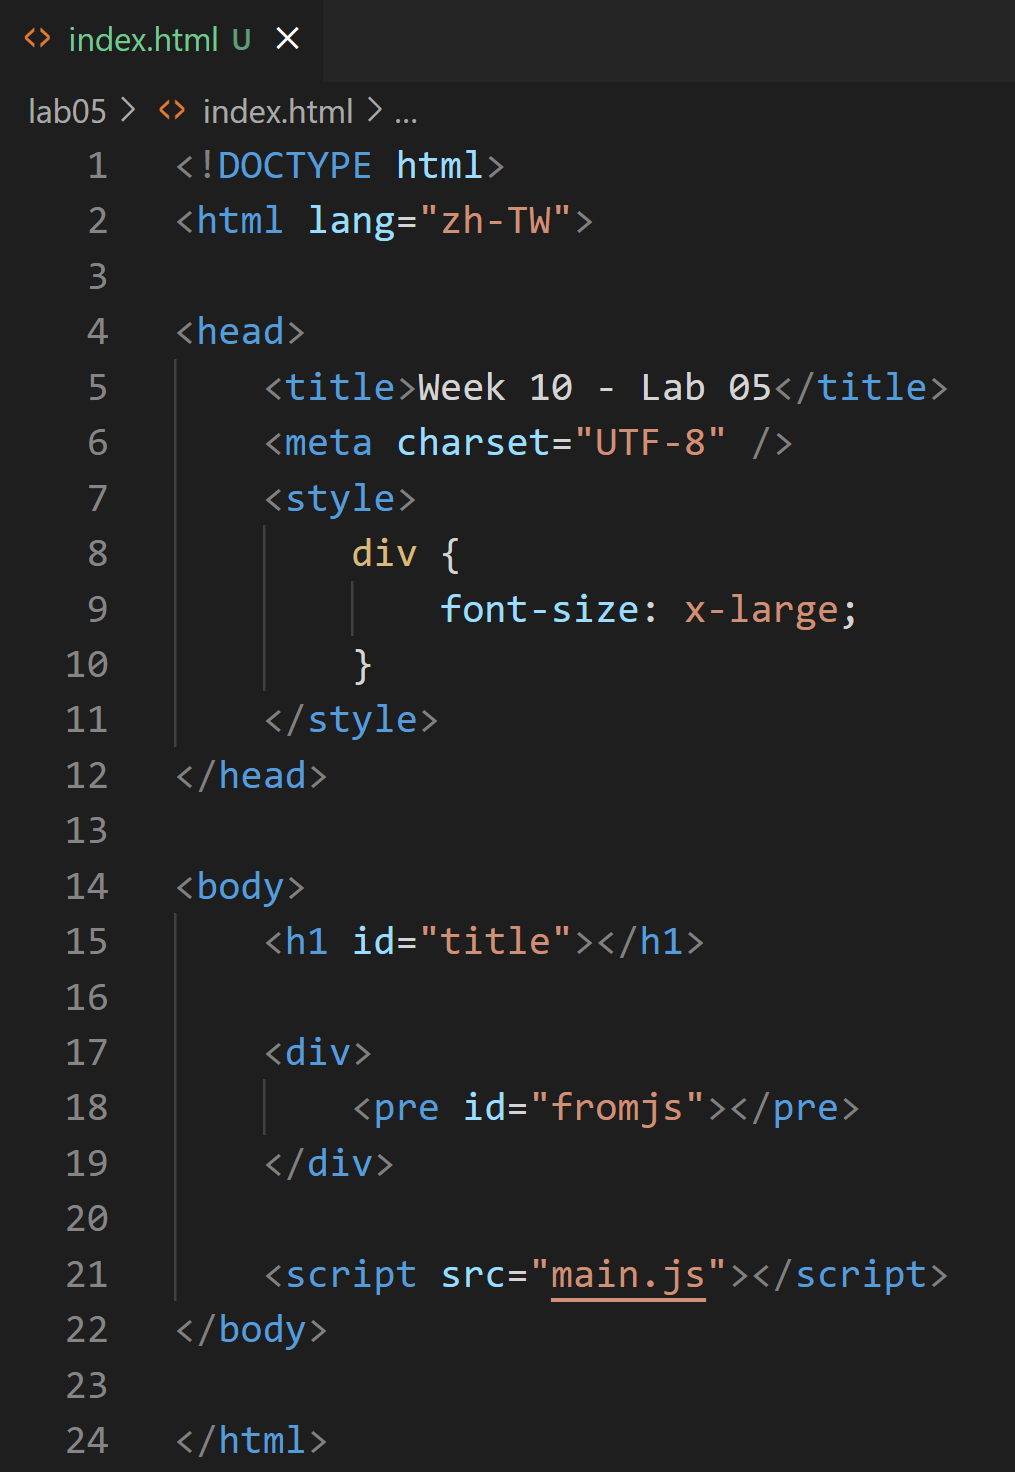 index.html U
lab05 > index.html > ...
1 <!DOCTYPE html>
2 <html lang="zh-TW">
3
4 <head>
5     <title>Week 10 - Lab 05</title>
6     <meta charset="UTF-8" />
7     <style>
8         div {
9             font-size: x-large;
10         }
11     </style>
12 </head>
13
14 <body>
15     <h1 id="title"></h1>
16
17     <div>
18         <pre id="fromjs"></pre>
19     </div>
20
21     <script src="main.js"></script>
22 </body>
23
24 </html>